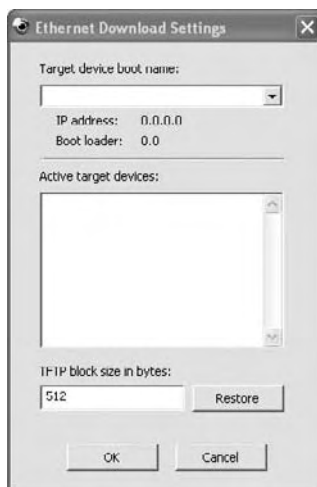 Ethernet Download Settings
Target device boot name:
IP address: 0.0.0.0
Boot loader: 0.0
Active target devices:
TFTP block size in bytes:
512 Restore
OK Cancel